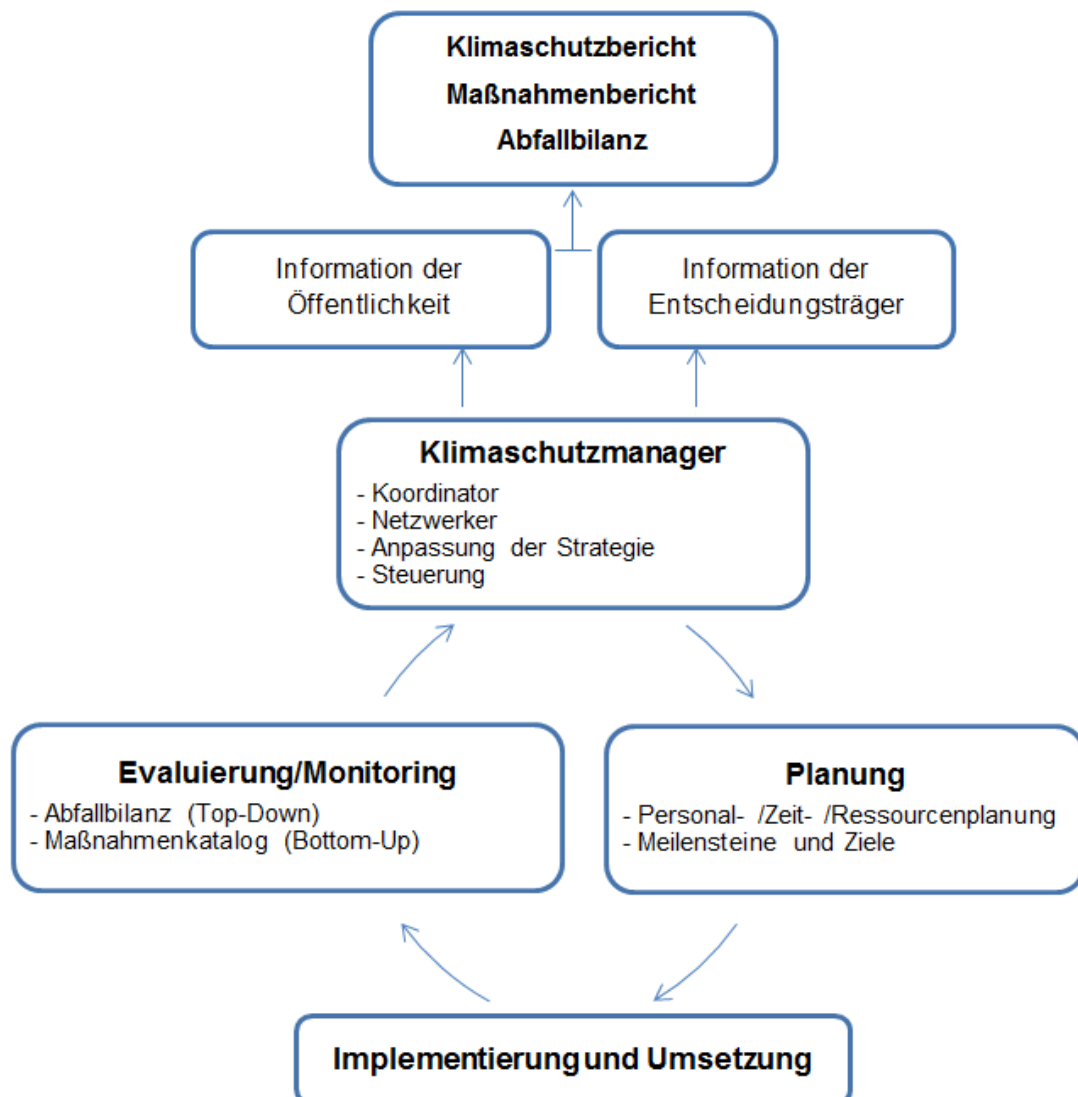 Klimaschutzbericht
Maßnahmenbericht
Abfallbilanz
Information der
Öffentlichkeit
Information der
Entscheidungsträger
Klimaschutzmanager
- Koordinator
- Netzwerker
- Anpassung der Strategie
- Steuerung
Evaluierung/Monitoring
- Abfallbilanz (Top-Down)
- Maßnahmenkatalog (Bottom-Up)
Planung
- Personal- /Zeit- /Ressourcenplanung
- Meilensteine und Ziele
Implementierung und Umsetzung